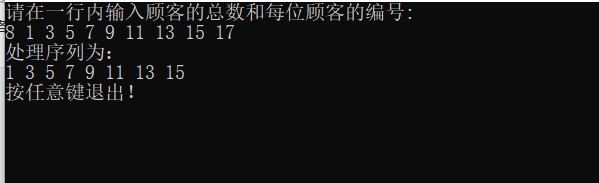 请在一行内输入顾客的总数和每位顾客的编号:
8 1 3 5 7 9 11 13 15 17
处理序列为:
1 3 5 7 9 11 13 15
按任意键退出!